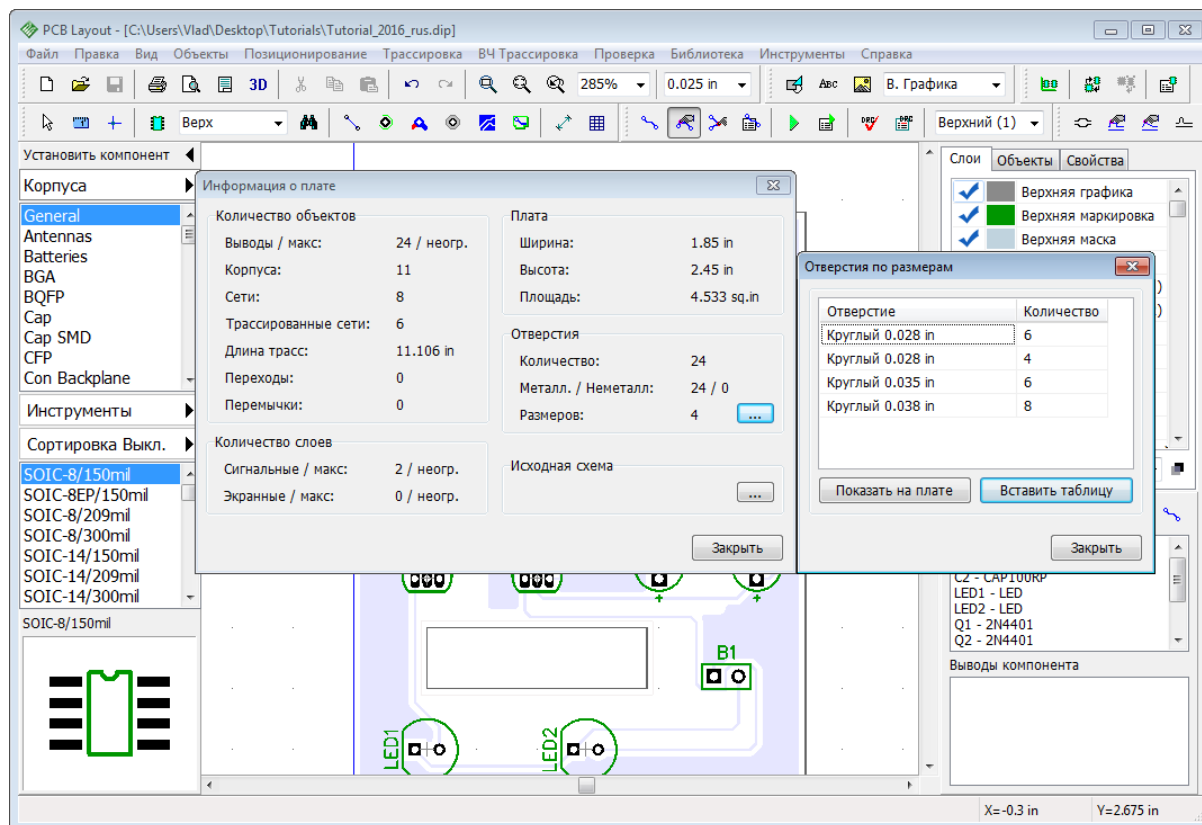 PCB Layout - [C:\Users\Vlad\Desktop\Tutorials\Tutorial_2016_rus.dip]
Файл Правка Вид Объекты Позиционирование Трассировка ВЧ Трассировка Проверка Библиотека Инструменты Справка
3D 285% 0.025 in ABC В. Графика
Верх DRC DRC Верхний (1)
Установить компонент
Корпуса
General
Antennas
Batteries
BGA
BQFP
Cap
Cap SMD
CFP
Con Backplane
Инструменты
Сортировка Выкл.
SOIC-8/150mil
SOIC-8EP/150mil
SOIC-8/209mil
SOIC-8/300mil
SOIC-14/150mil
SOIC-14/209mil
SOIC-14/300mil
SOIC-8/150mil
Информация о плате
Количество объектов
Выводы / макс: 24 / неогр.
Корпуса: 11
Сети: 8
Трассированные сети: 6
Длина трасс: 11.106 in
Переходы: 0
Перемычки: 0
Количество слоев
Сигнальные / макс: 2 / неогр.
Экранные / макс: 0 / неогр.
Плата
Ширина: 1.85 in
Высота: 2.45 in
Площадь: 4.533 sq.in
Отверстия
Количество: 24
Металл. / Неметалл: 24 / 0
Размеров: 4 ...
Исходная схема
...
Закрыть
Отверстия по размерам
Отверстие Количество
Круглый 0.028 in 6
Круглый 0.028 in 4
Круглый 0.035 in 6
Круглый 0.038 in 8
Показать на плате Вставить таблицу
Закрыть
B1
LED1
LED2
Слои Объекты Свойства
Верхняя графика
Верхняя маркировка
Верхняя маска
C2 - CAP100RP
LED1 - LED
LED2 - LED
Q1 - 2N4401
Q2 - 2N4401
Выводы компонента
X=-0.3 in Y=2.675 in